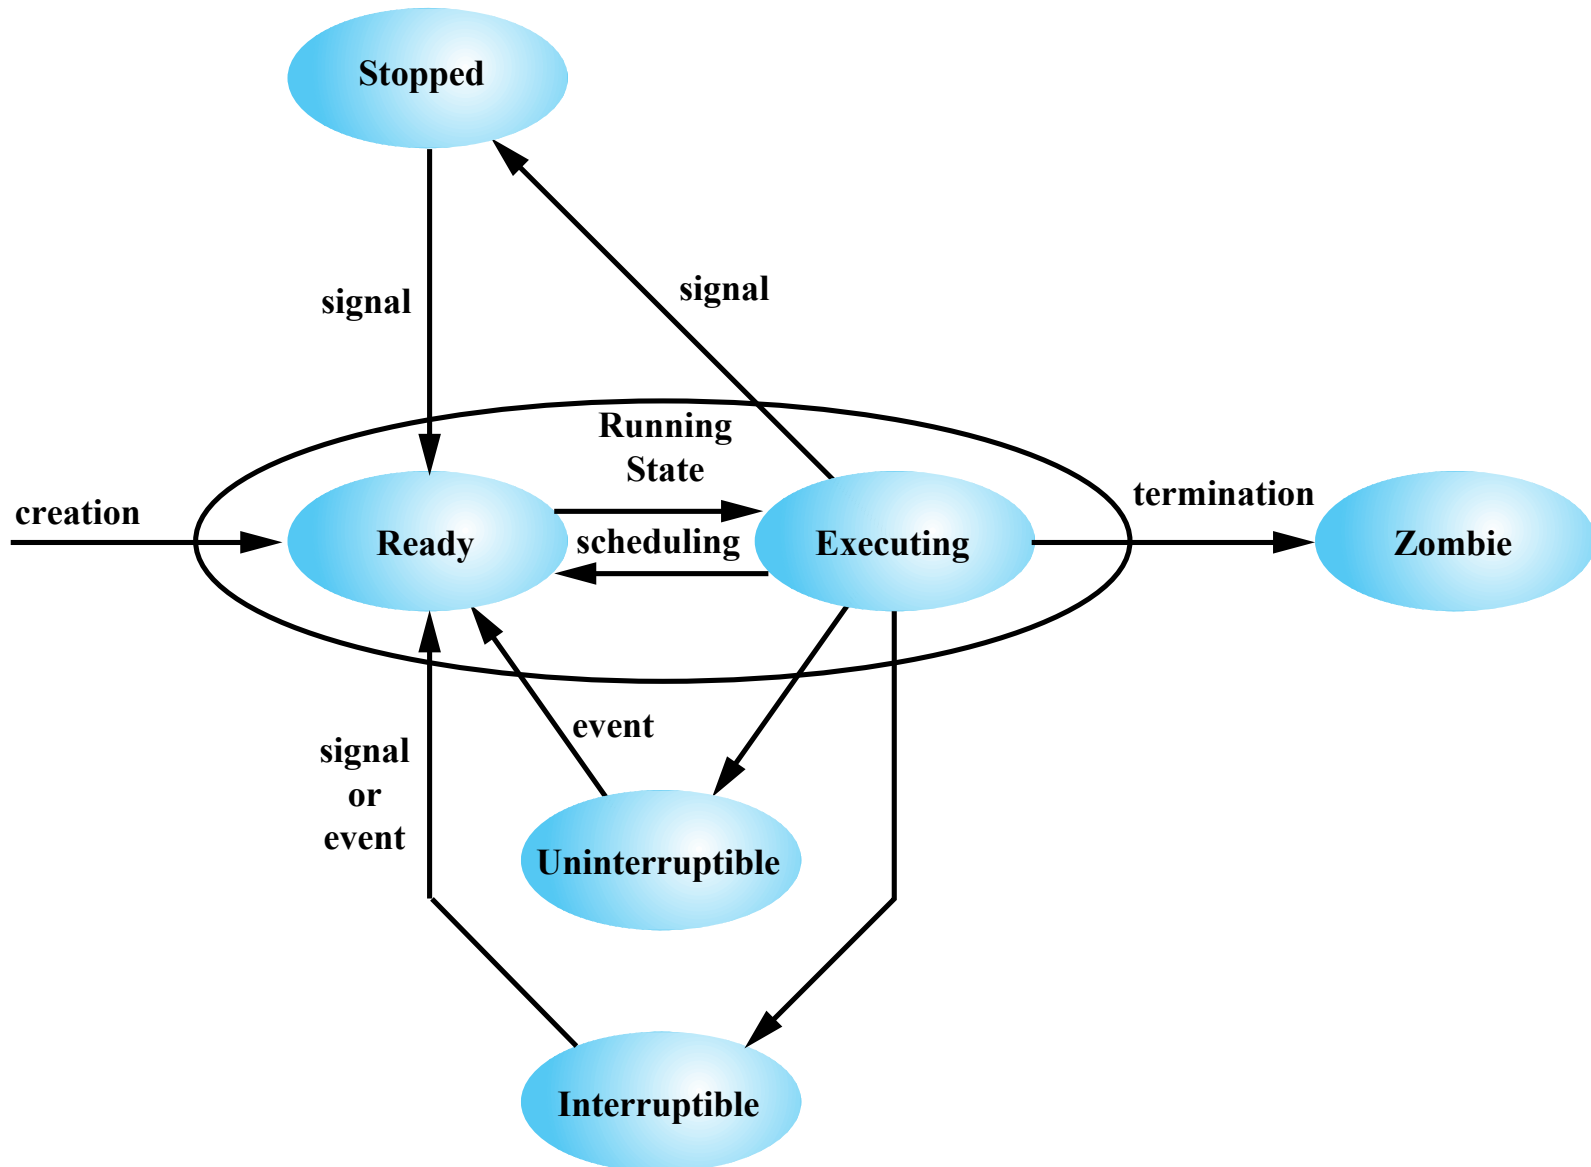 Stopped
signal
signal
Running
State
creation
Ready
scheduling
Executing
termination
Zombie
event
signal
or
event
Uninterruptible
Interruptible